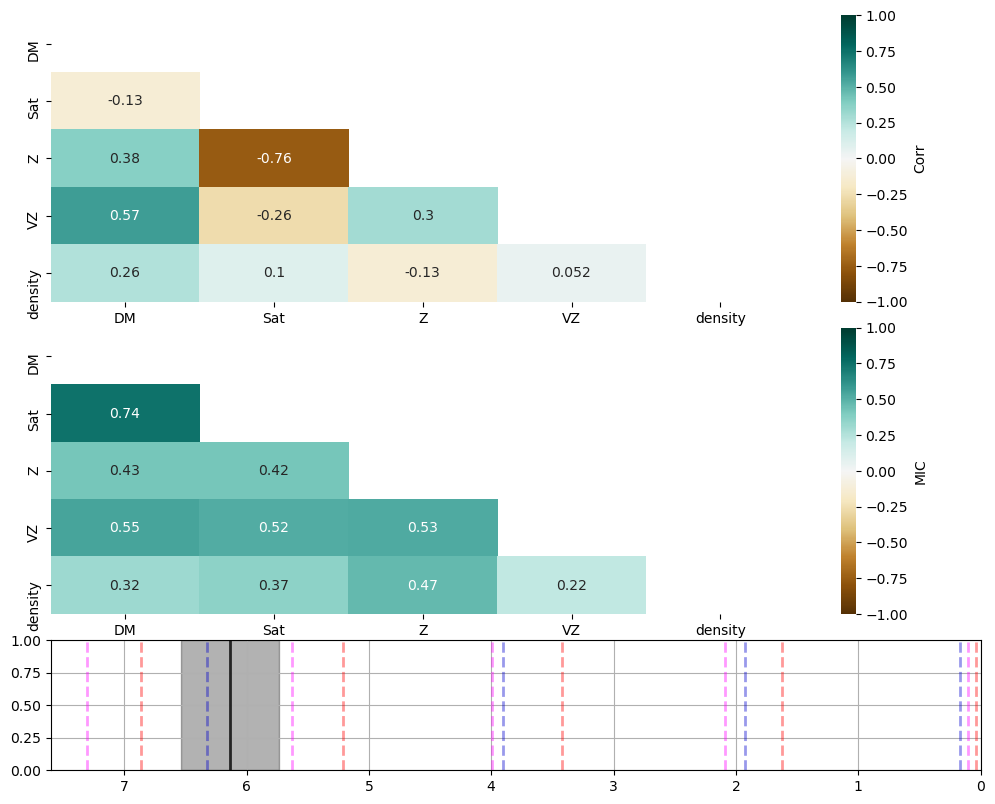 1.00
DM
0.75
Sat
-0.13
0.50
0.25
Z
0.38
-0.76
0.00
Corr
−0.25
VZ
0.57
-0.26
0.3
−0.50
density
0.26
0.1
-0.13
0.052
−0.75
−1.00
DM
Sat
Z
VZ
density
1.00
DM
0.75
Sat
0.74
0.50
0.25
Z
0.43
0.42
0.00
MIC
−0.25
VZ
0.55
0.52
0.53
−0.50
density
0.32
0.37
0.47
0.22
−0.75
−1.00
DM
Sat
Z
VZ
density
1.00
0.75
0.50
0.25
0.00
7
6
5
4
3
2
1
0